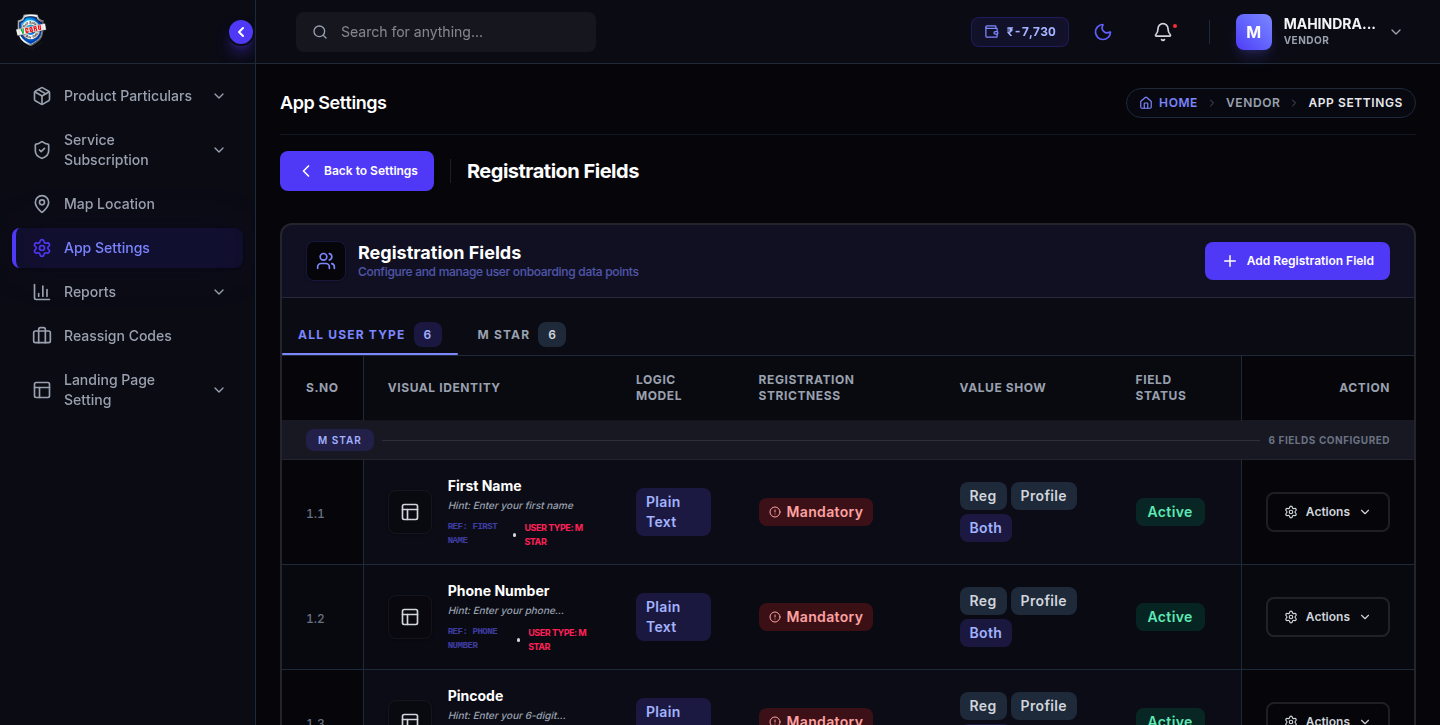 Search for anything...
₹-7,730
M
MAHINDRA...
VENDOR
Product Particulars
Service
Subscription
Map Location
App Settings
Reports
Reassign Codes
Landing Page
Setting
App Settings
HOME
VENDOR
APP SETTINGS
Back to Settings
Registration Fields
Registration Fields
Configure and manage user onboarding data points
Add Registration Field
ALL USER TYPE 6
M STAR 6
S.NO
VISUAL IDENTITY
LOGIC
MODEL
REGISTRATION
STRICTNESS
VALUE SHOW
FIELD
STATUS
ACTION
M STAR
6 FIELDS CONFIGURED
1.1
First Name
Hint: Enter your first name
REF: FIRST
NAME
• USER TYPE: M
STAR
Plain
Text
Mandatory
Reg Profile
Both
Active
Actions
1.2
Phone Number
Hint: Enter your phone...
REF: PHONE
NUMBER
• USER TYPE: M
STAR
Plain
Text
Mandatory
Reg Profile
Both
Active
Actions
1.3
Pincode
Hint: Enter your 6-digit...
Plain
Mandatory
Reg Profile
Active
Actions